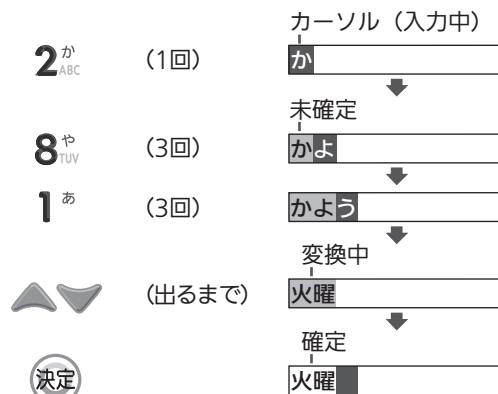 カーソル（入力中）
2 か ABC （1回） か
未確定
8 や TUV （3回） かよ
1 あ （3回） かよう
変換中
（出るまで） 火曜
確定
決定 火曜